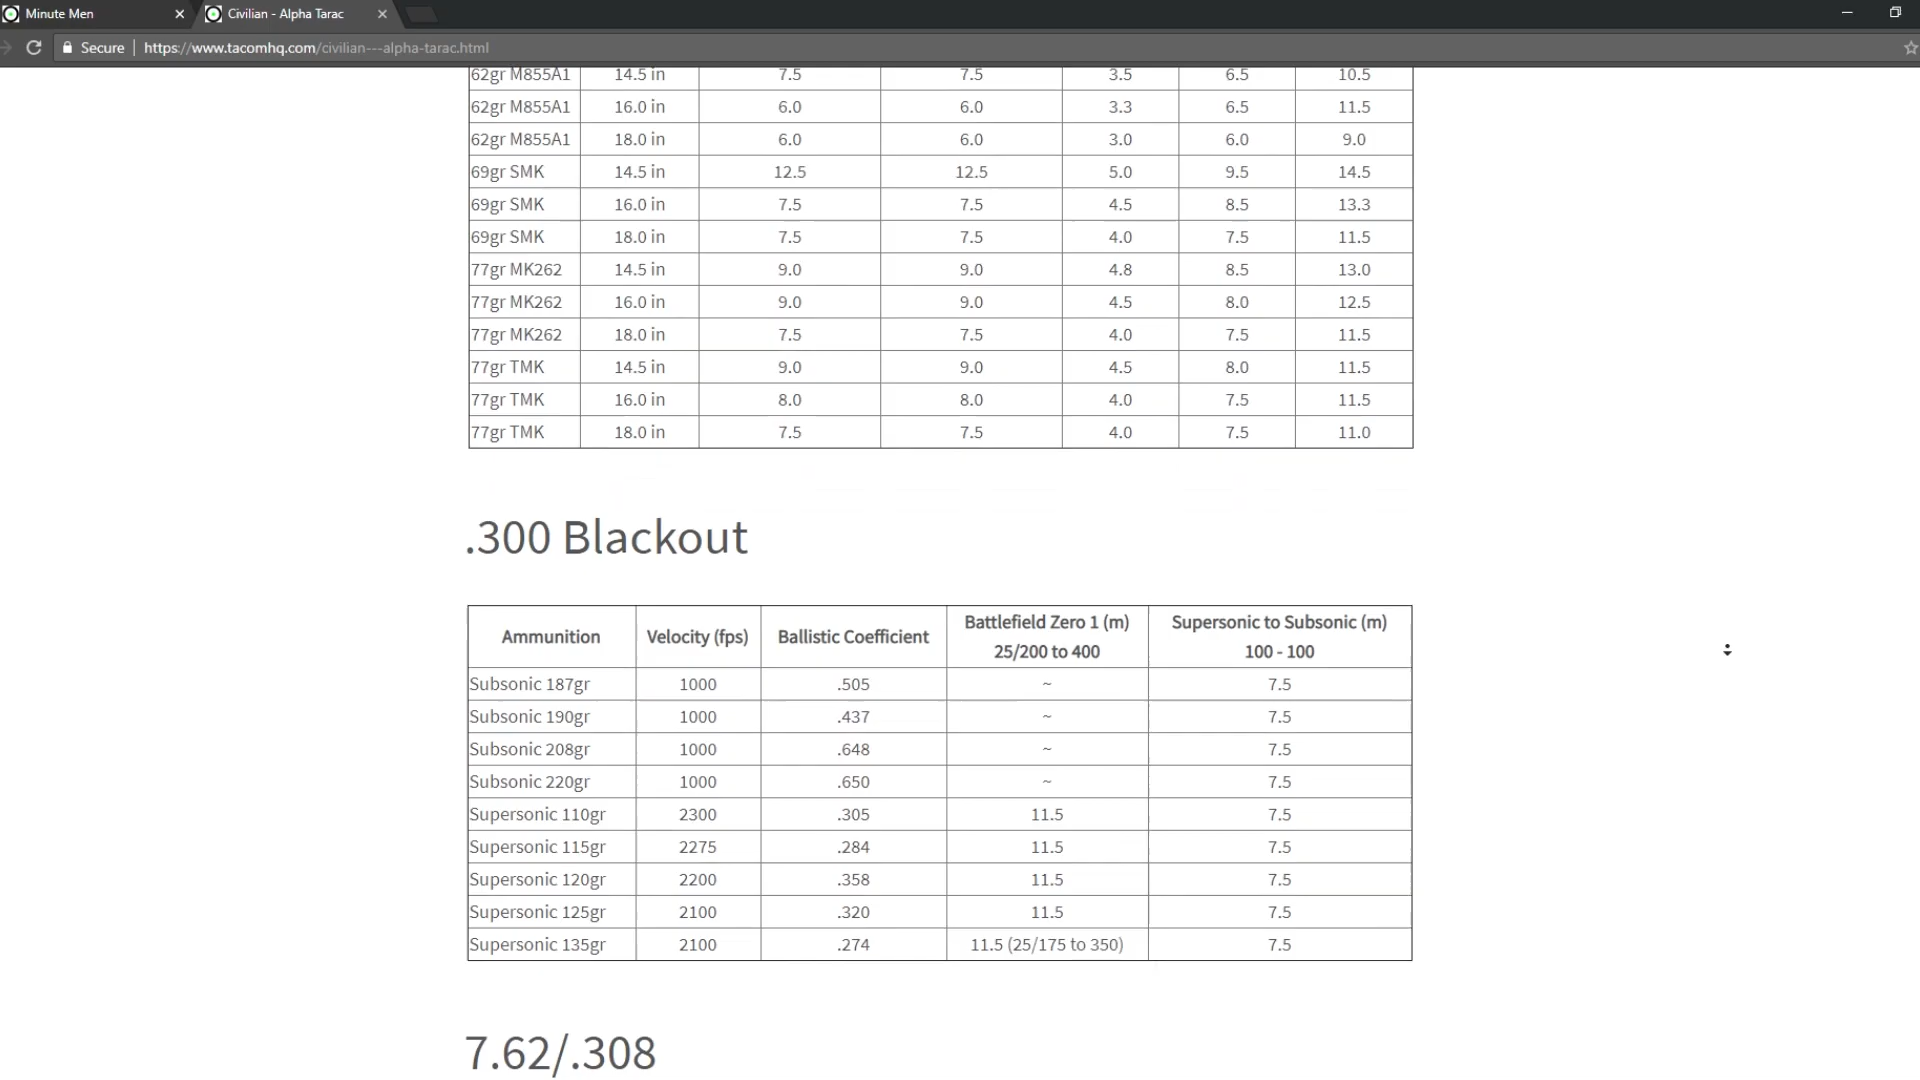 Minute Men
Civilian - Alpha Tarac
Secure | https://www.tacomhq.com/civilian---alpha-tarac.html
62gr M855A1 14.5 in 7.5 7.5 3.5 6.5 10.5
62gr M855A1 16.0 in 6.0 6.0 3.3 6.5 11.5
62gr M855A1 18.0 in 6.0 6.0 3.0 6.0 9.0
69gr SMK 14.5 in 12.5 12.5 5.0 9.5 14.5
69gr SMK 16.0 in 7.5 7.5 4.5 8.5 13.3
69gr SMK 18.0 in 7.5 7.5 4.0 7.5 11.5
77gr MK262 14.5 in 9.0 9.0 4.8 8.5 13.0
77gr MK262 16.0 in 9.0 9.0 4.5 8.0 12.5
77gr MK262 18.0 in 7.5 7.5 4.0 7.5 11.5
77gr TMK 14.5 in 9.0 9.0 4.5 8.0 11.5
77gr TMK 16.0 in 8.0 8.0 4.0 7.5 11.5
77gr TMK 18.0 in 7.5 7.5 4.0 7.5 11.0
.300 Blackout
Ammunition Velocity (fps) Ballistic Coefficient Battlefield Zero 1 (m) Supersonic to Subsonic (m)
25/200 to 400 100 - 100
Subsonic 187gr 1000 .505 ~ 7.5
Subsonic 190gr 1000 .437 ~ 7.5
Subsonic 208gr 1000 .648 ~ 7.5
Subsonic 220gr 1000 .650 ~ 7.5
Supersonic 110gr 2300 .305 11.5 7.5
Supersonic 115gr 2275 .284 11.5 7.5
Supersonic 120gr 2200 .358 11.5 7.5
Supersonic 125gr 2100 .320 11.5 7.5
Supersonic 135gr 2100 .274 11.5 (25/175 to 350) 7.5
7.62/.308